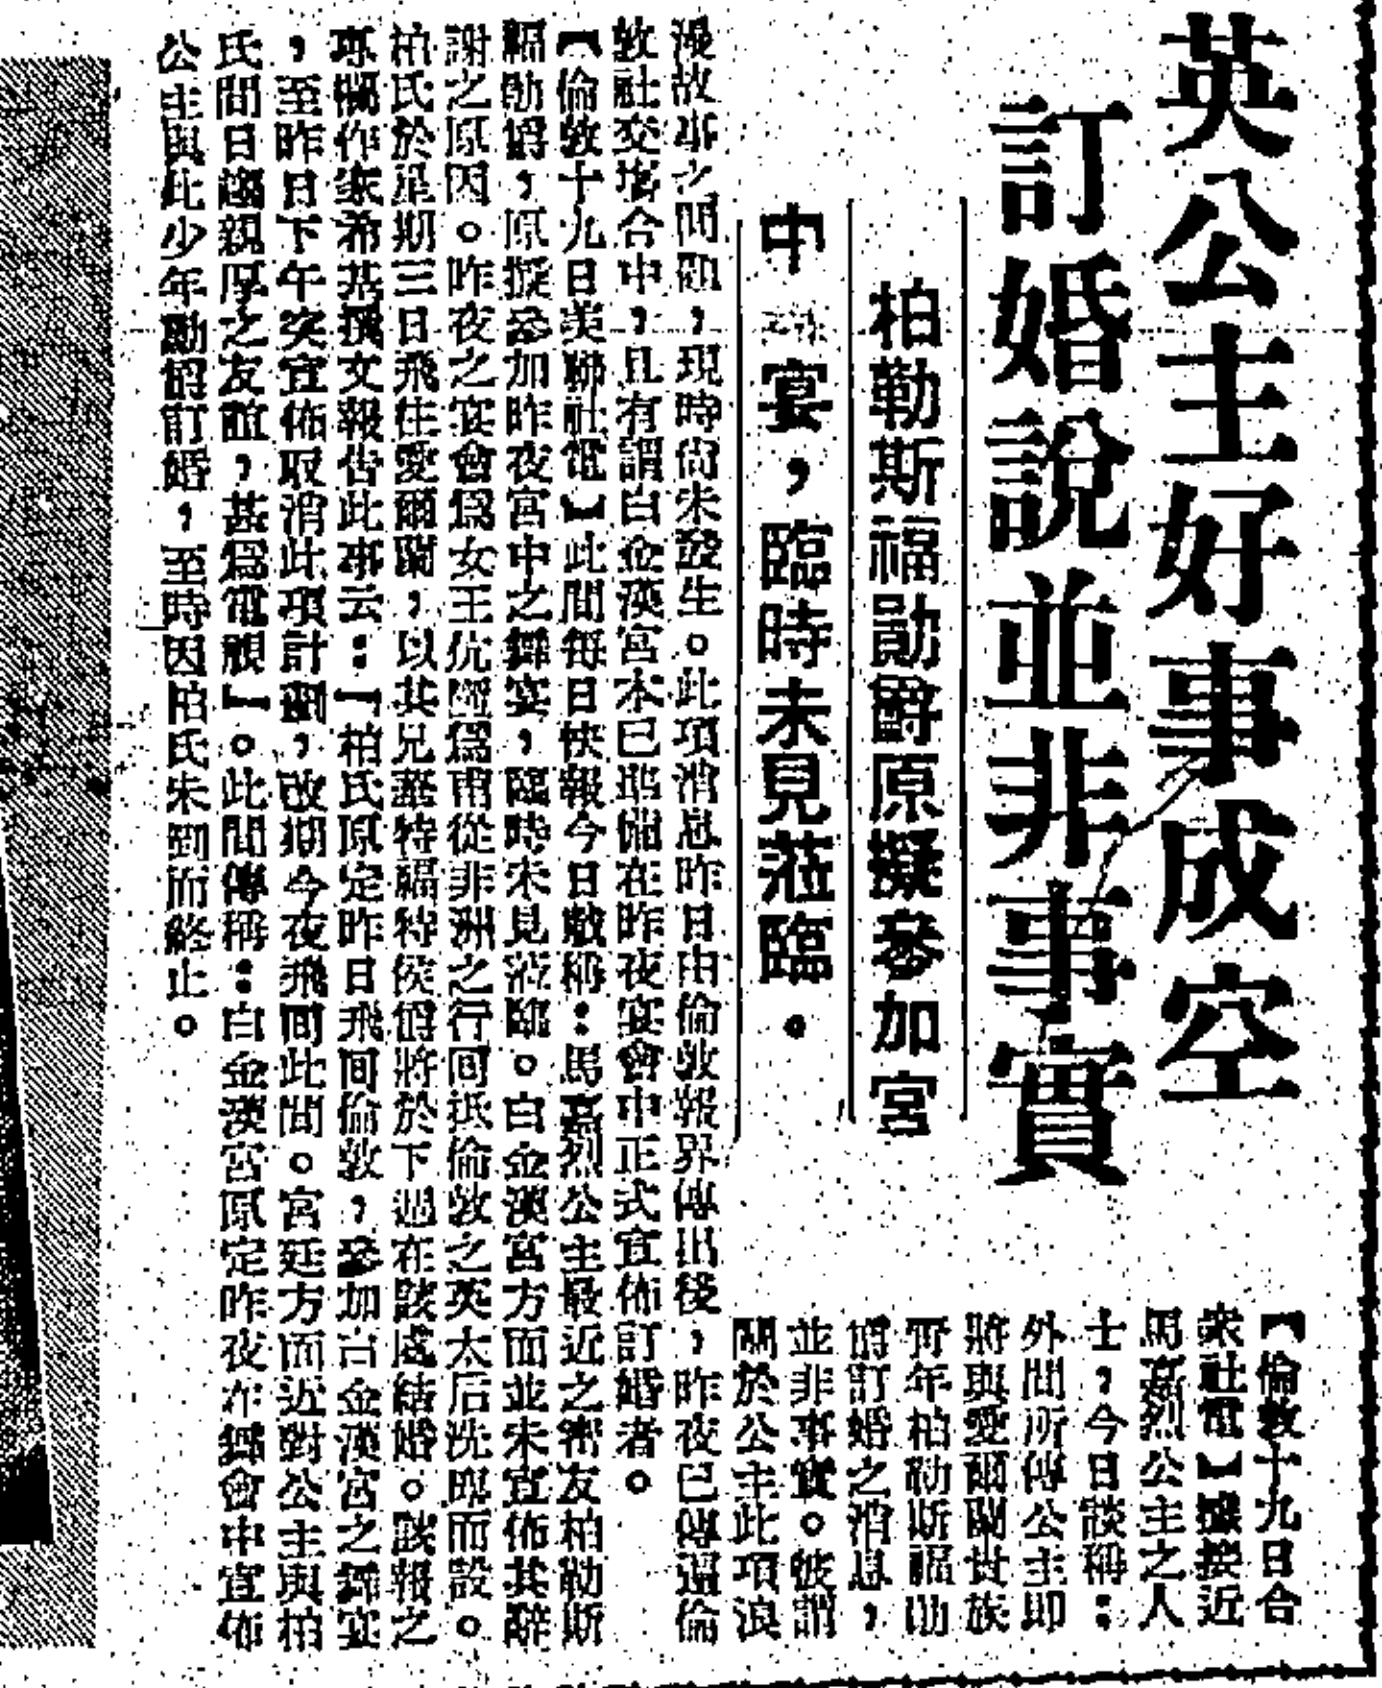 英公主好事成空
訂婚說並非事實
柏勒斯福勛爵原擬參加宮
中宴，臨時未見蒞臨。
【倫敦十九日合
衆社電】據接近
馬嘉烈公主之人
士，今日談稱：
外間所傳公主即
將與愛爾蘭貴族
青年柏勒斯福勛
爵訂婚之消息，
並非事實。彼謂
關於公主此項浪
漫故事之問題，現時尙未發生。此項消息昨日由倫敦報界傳出後，昨夜已傳遍倫
敦社交塲合中，且有謂白金漢宮本已準備在昨夜宴會中正式宣佈訂婚者。
【倫敦十九日美聯社電】此間每日快報今日載稱：馬嘉烈公主最近之密友柏勒斯
福勛爵，原擬參加昨夜宮中之舞宴，臨時未見蒞臨。白金漢宮方面並未宣佈其辭
謝之原因。昨夜之宴會爲女王伉儷爲甫從非洲之行回抵倫敦之英太后洗塵而設。
柏氏於星期三日飛往愛爾蘭，以其兄華特福特侯爵將於下週在該處結婚。該報之
專欄作家希基撰文報告此事云：「柏氏原定昨日飛回倫敦，參加白金漢宮之舞宴
，至昨日下午突宣佈取消此項計劃，改期今夜飛回此間。宮廷方面近對公主與柏
氏間日趨親厚之友誼，甚爲電視」。此間傳稱：白金漢宮原定昨夜在舞會中宣佈
公主與此少年勳爵訂婚，至時因柏氏未到而終止。